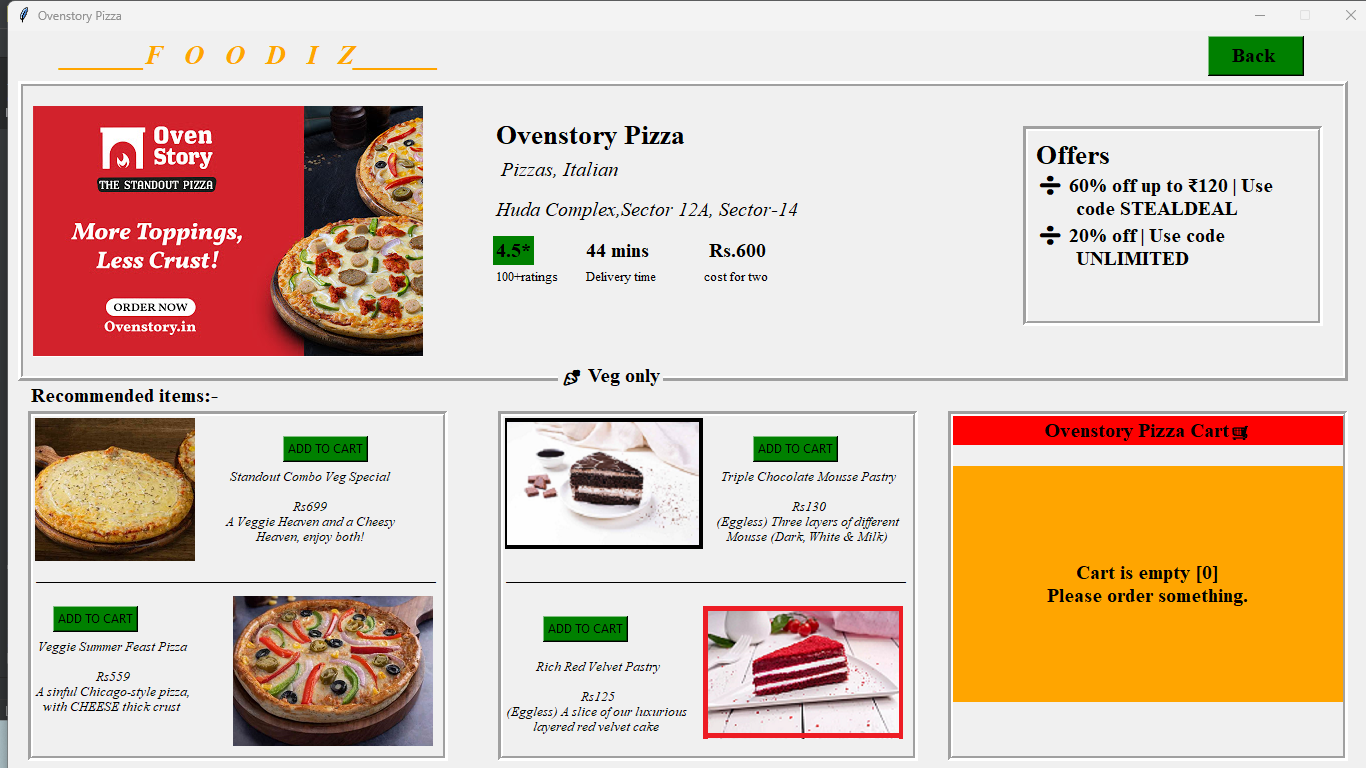 Ovenstory Pizza
F O O D I Z
Back
Oven
Story
THE STANDOUT PIZZA
More Toppings,
Less Crust!
ORDER NOW
Ovenstory.in
Ovenstory Pizza
Pizzas, Italian
Huda Complex,Sector 12A, Sector-14
4.5* 44 mins Rs.600
100+ratings Delivery time cost for two
Offers
60% off up to ₹120 | Use
code STEALDEAL
20% off | Use code
UNLIMITED
Veg only
Recommended items:-
ADD TO CART
Standout Combo Veg Special
Rs699
A Veggie Heaven and a Cheesy
Heaven, enjoy both!
ADD TO CART
Veggie Summer Feast Pizza
Rs559
A sinful Chicago-style pizza,
with CHEESE thick crust
ADD TO CART
Triple Chocolate Mousse Pastry
Rs130
(Eggless) Three layers of different
Mousse (Dark, White & Milk)
ADD TO CART
Rich Red Velvet Pastry
Rs125
(Eggless) A slice of our luxurious
layered red velvet cake
Ovenstory Pizza Cart
Cart is empty [0]
Please order something.